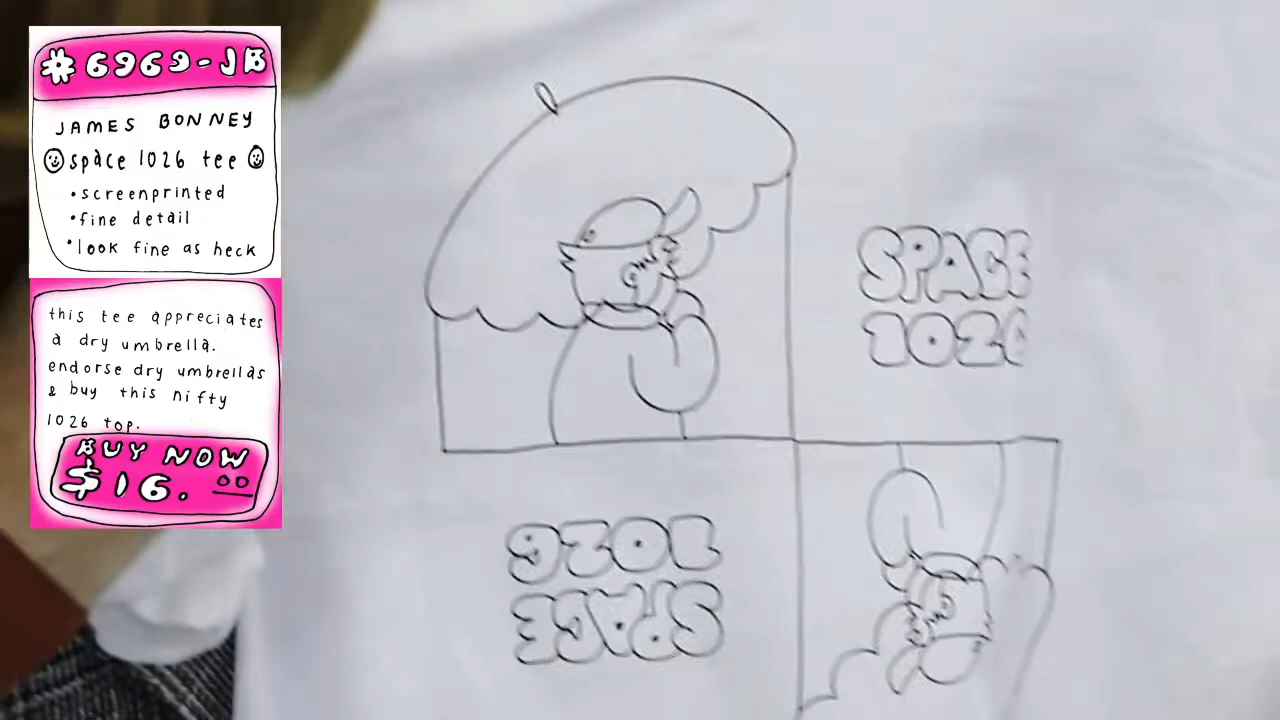 #6969-JB
JAMES BONNEY
space 1026 tee
•screenprinted
•fine detail
•look fine as heck
this tee appreciates
a dry umbrella.
endorse dry umbrellas
& buy this nifty
1026 top.
BUY NOW
$16.00
SPACE
1026
SPACE
1026